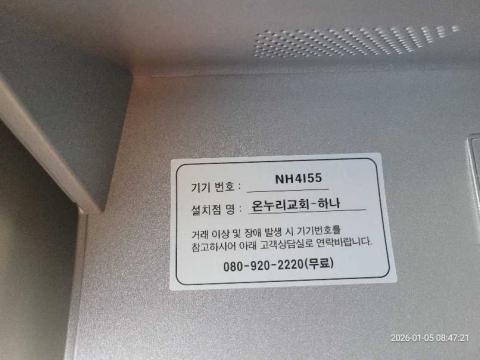 기기 번호 : NH4I55
설치점 명 : 온누리교회-하나
거래 이상 및 장애 발생 시 기기번호를
참고하시어 아래 고객상담실로 연락바랍니다.
080-920-2220(무료)
2026-01-05 08:47:21